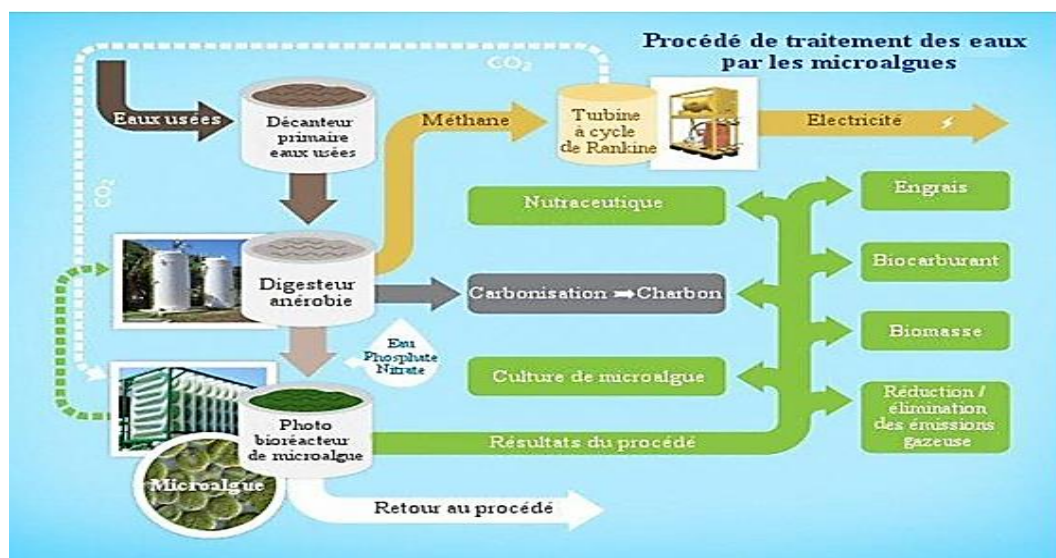 Procédé de traitement des eaux
par les microalgues
CO₂
Eaux usées
Décanteur
primaire
eaux usées
Méthane
Turbine
à cycle
de Rankine
Electricité
CO₂
Nutraceutique
Engrais
Digesteur
anérobie
Carbonisation ➡ Charbon
Biocarburant
Eau
Phosphate
Nitrate
Biomasse
Culture de microalgue
Photo
bioréacteur
de microalgue
Résultats du procédé
Réduction /
élimination
des émissions
gazeuse
Microalgue
Retour au procédé